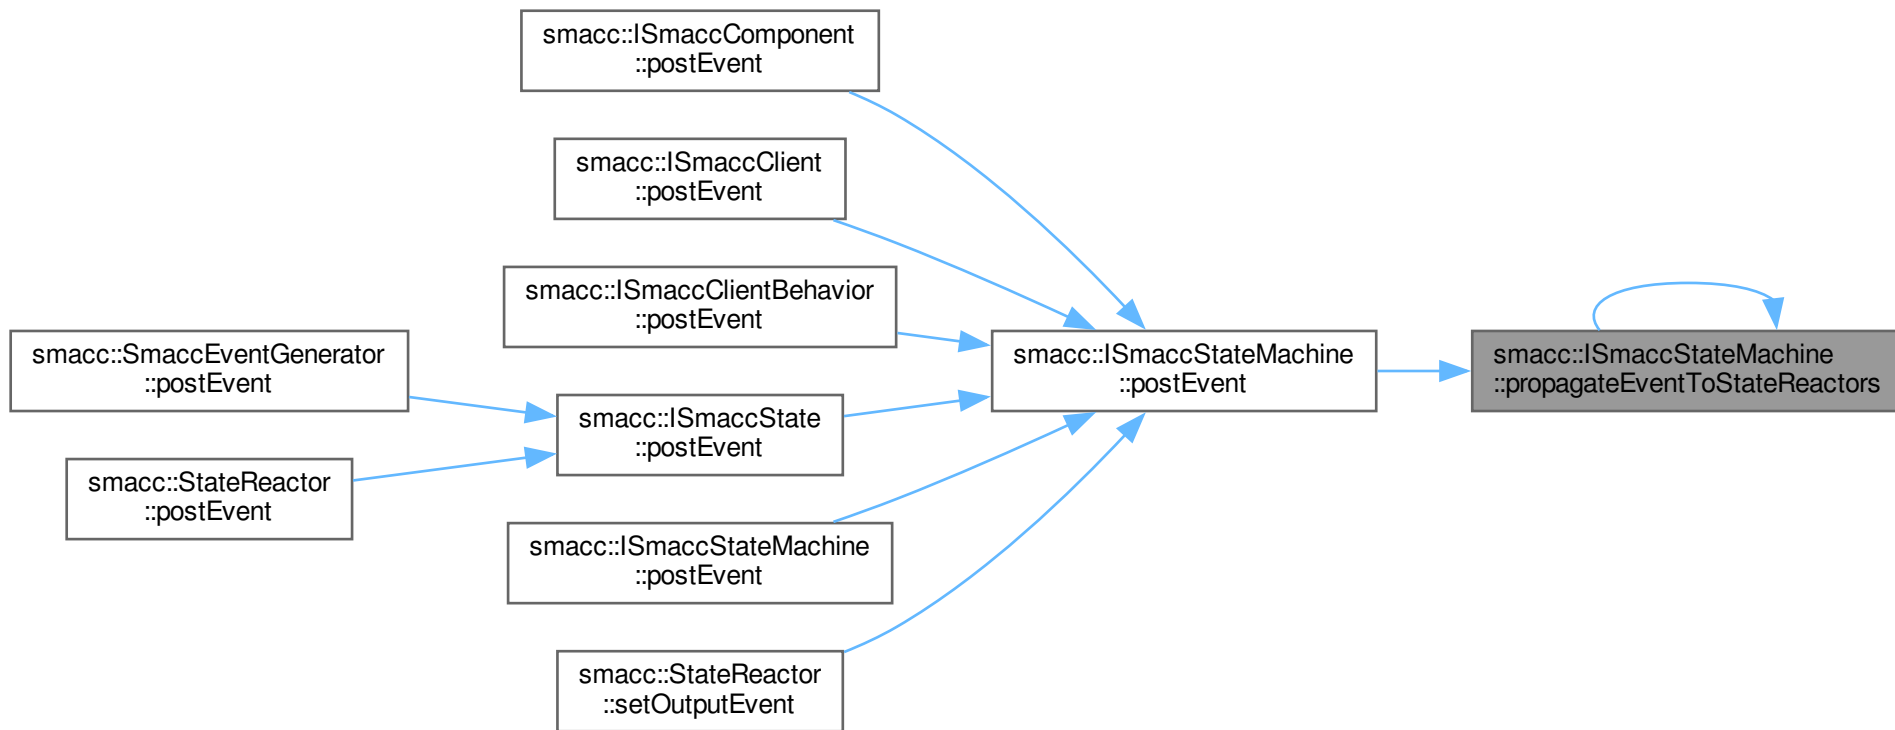 smacc::ISmaccComponent
::postEvent
smacc::ISmaccClient
::postEvent
smacc::ISmaccClientBehavior
::postEvent
smacc::SmaccEventGenerator
::postEvent
smacc::ISmaccStateMachine
::postEvent
smacc::ISmaccStateMachine
::propagateEventToStateReactors
smacc::ISmaccState
::postEvent
smacc::StateReactor
::postEvent
smacc::ISmaccStateMachine
::postEvent
smacc::StateReactor
::setOutputEvent